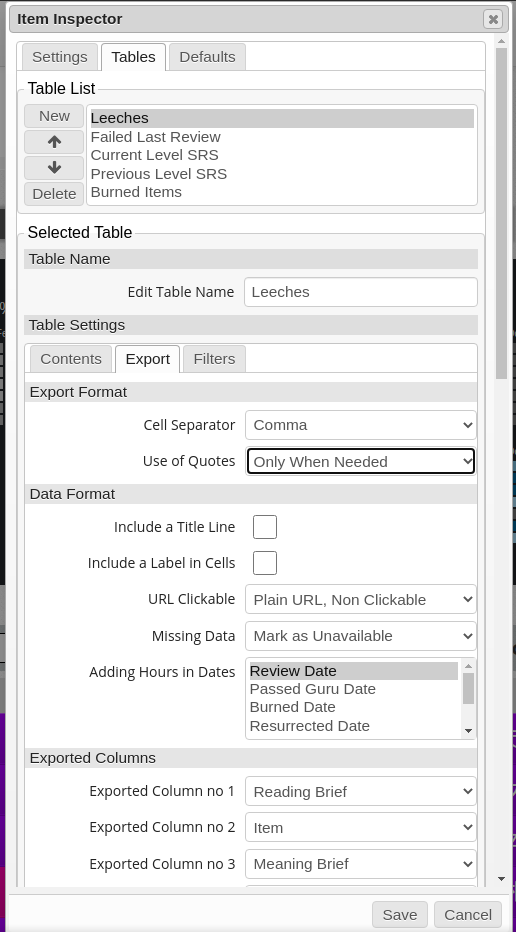 Item Inspector
Settings Tables Defaults
Table List
New
Delete
Leeches
Failed Last Review
Current Level SRS
Previous Level SRS
Burned Items
Selected Table
Table Name
Edit Table Name Leeches
Table Settings
Contents Export Filters
Export Format
Cell Separator Comma
Use of Quotes Only When Needed
Data Format
Include a Title Line
Include a Label in Cells
URL Clickable Plain URL, Non Clickable
Missing Data Mark as Unavailable
Adding Hours in Dates Review Date
Passed Guru Date
Burned Date
Resurrected Date
Exported Columns
Exported Column no 1 Reading Brief
Exported Column no 2 Item
Exported Column no 3 Meaning Brief
Save Cancel